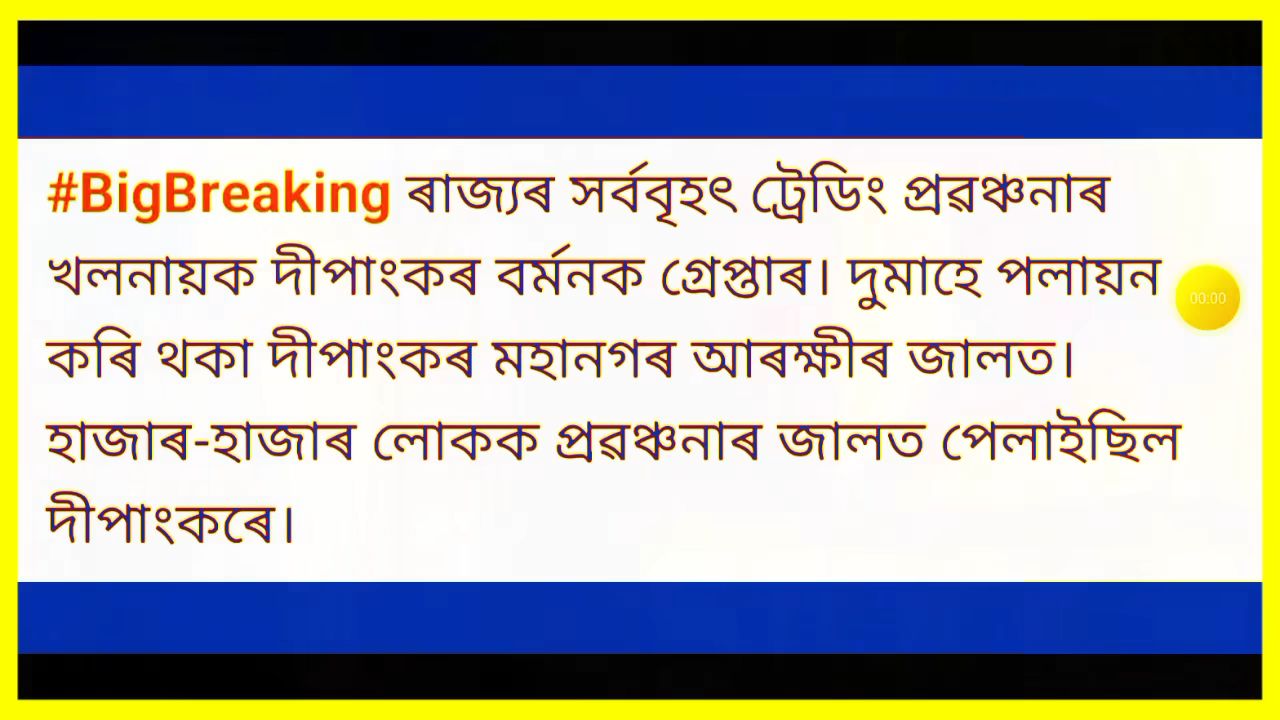 #BigBreaking ৰাজ্যৰ সৰ্ববৃহৎ ট্ৰেডিং প্ৰৱঞ্চনাৰ
খলনায়ক দীপাংকৰ বৰ্মনক গ্ৰেপ্তাৰ। দুমাহে পলায়ন
কৰি থকা দীপাংকৰ মহানগৰ আৰক্ষীৰ জালত।
হাজাৰ-হাজাৰ লোকক প্ৰৱঞ্চনাৰ জালত পেলাইছিল
দীপাংকৰে।
00:00